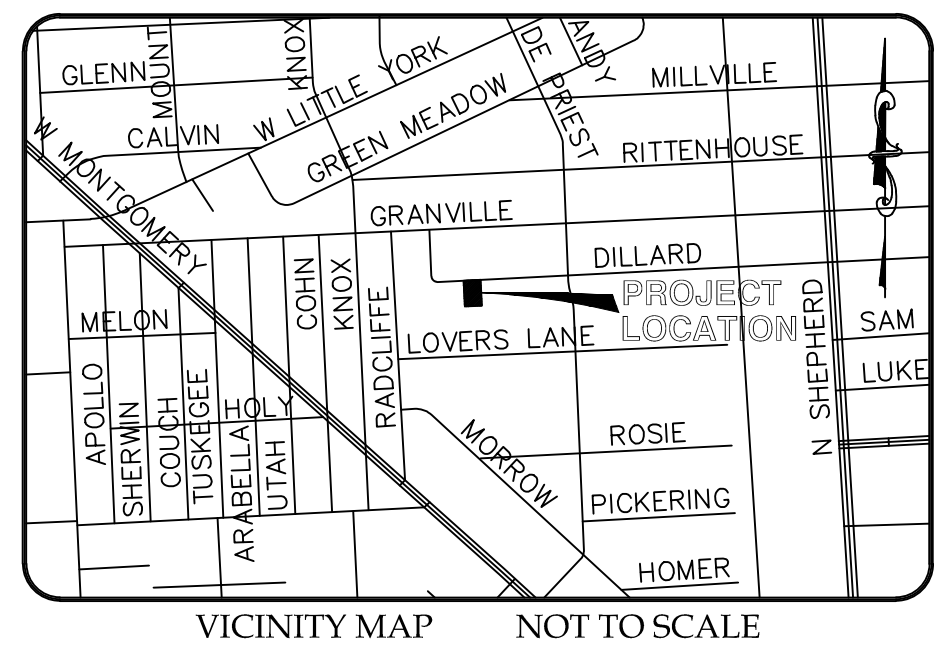 GLENN
MOUNT
KNOX
W LITTLE YORK
DE PRIEST
ANDY
MILLVILLE
W MONTGOMERY
CALVIN
GREEN MEADOW
RITTENHOUSE
GRANVILLE
DILLARD
COHN
KNOX
RADCLIFFE
PROJECT
LOCATION
N SHEPHERD
MELON
LOVERS LANE
SAM
LUKE
APOLLO
SHERWIN
COUCH
TUSKEGEE
HOLY
ARABELLA
UTAH
MORROW
ROSIE
PICKERING
HOMER
VICINITY MAP NOT TO SCALE